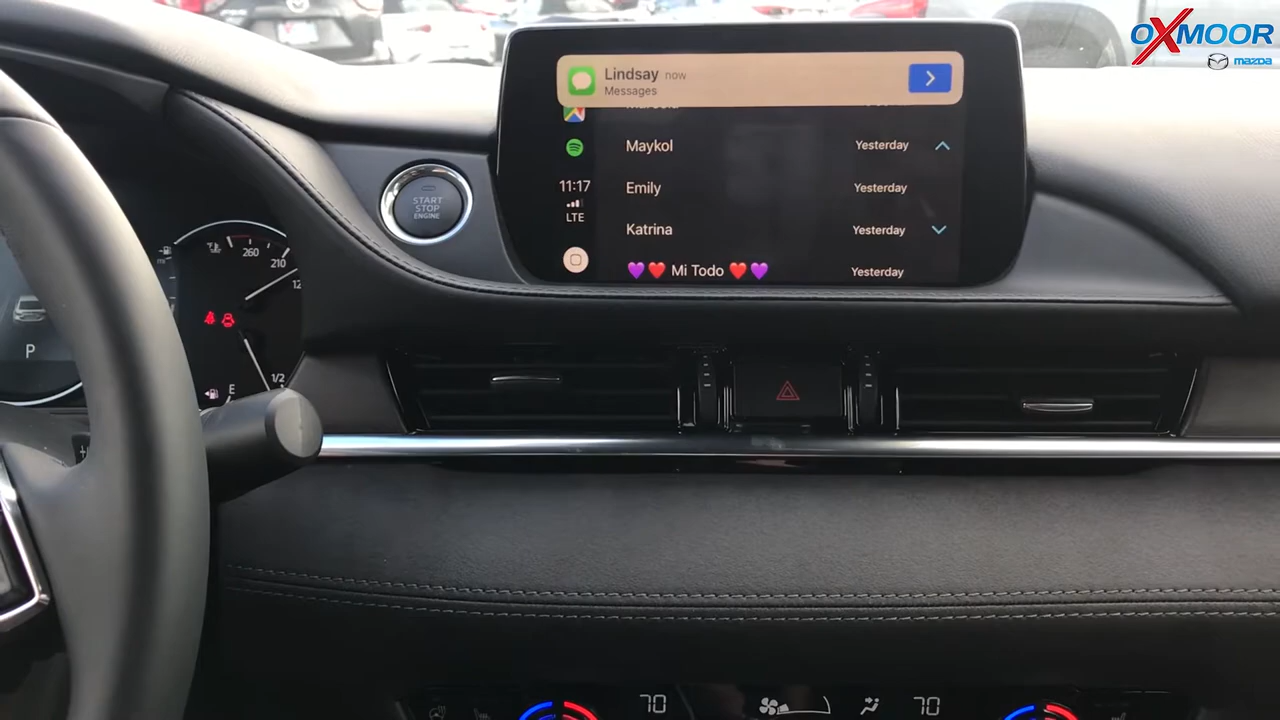 OXMOOR
mazda
Lindsay now
Messages
Maykol Yesterday
Emily Yesterday
11:17
LTE
Katrina Yesterday
💜❤️ Mi Todo ❤️💜 Yesterday
START
STOP
ENGINE
260
210
12
P
E
1/2
70
70